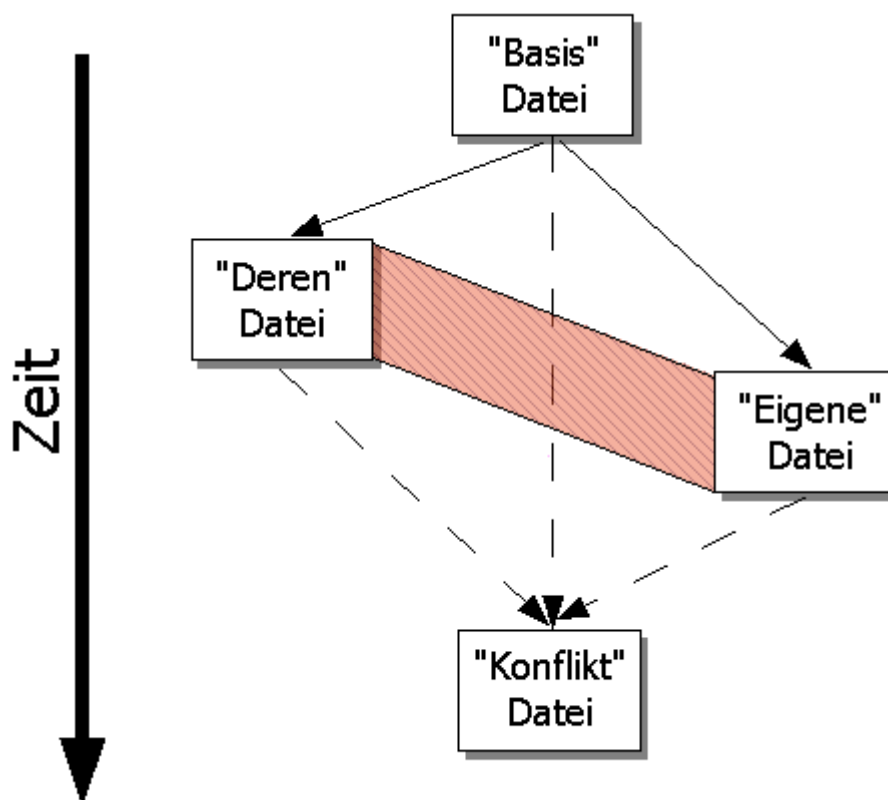 "Basis"
Datei
"Deren"
Datei
Zeit
"Eigene"
Datei
"Konflikt"
Datei